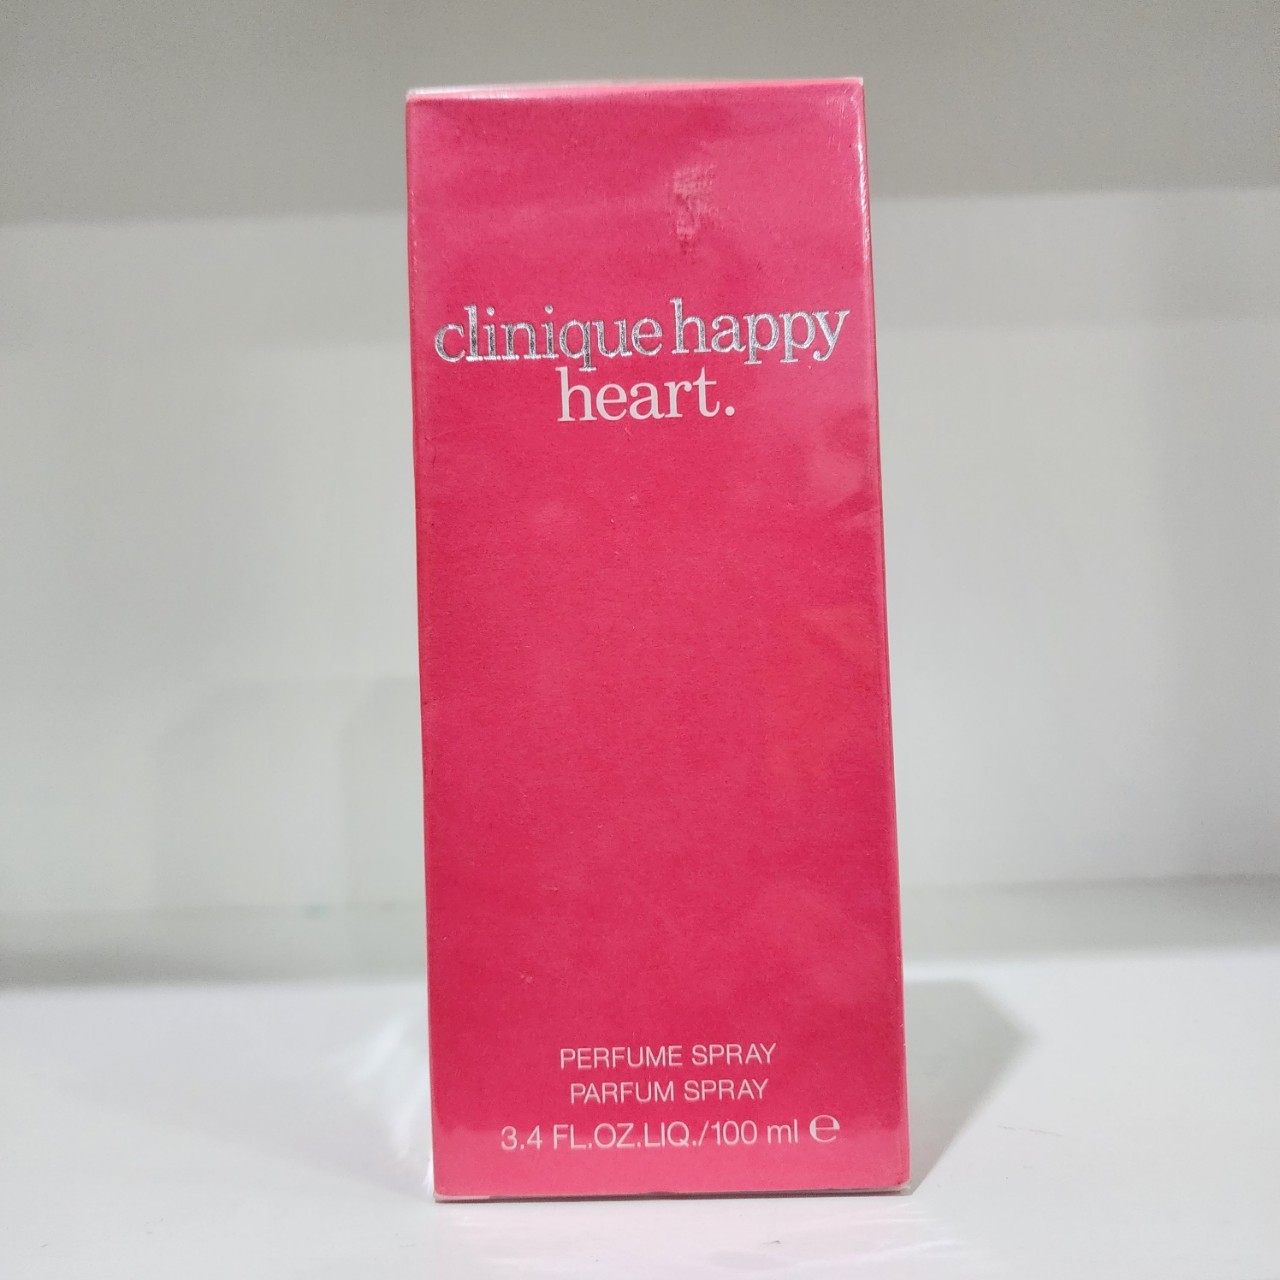 clinique happy
heart.
PERFUME SPRAY
PARFUM SPRAY
3.4 FL.OZ.LIQ./100 ml ℮